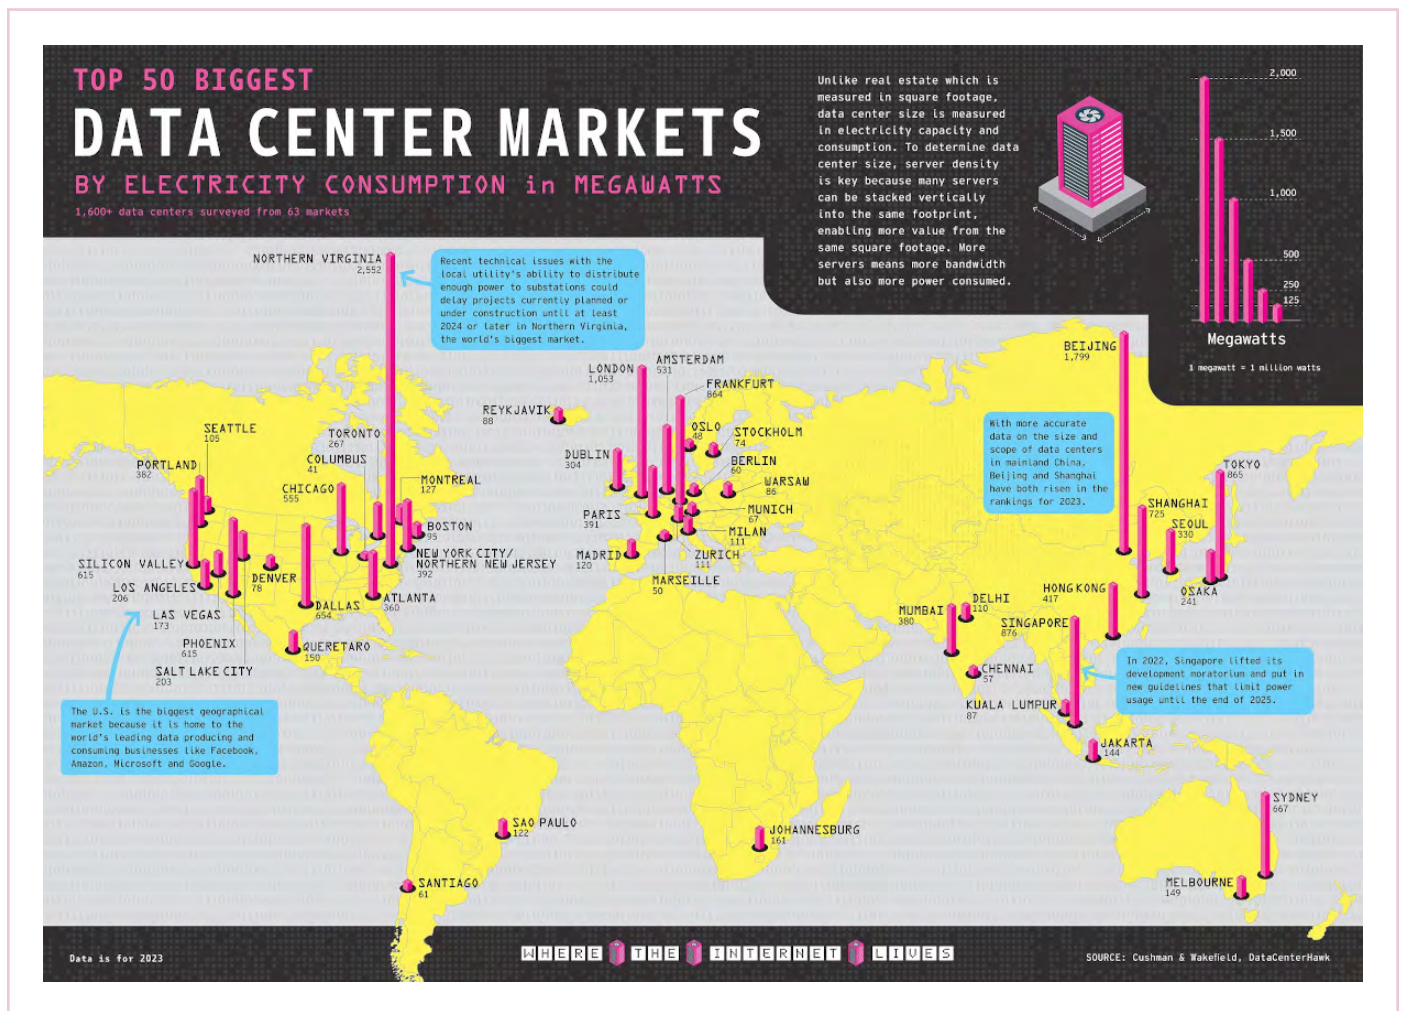 TOP 50 BIGGEST
DATA CENTER MARKETS
BY ELECTRICITY CONSUMPTION in MEGAWATTS
1,600+ data centers surveyed from 63 markets
Unlike real estate which is
measured in square footage,
data center size is measured
in electricity capacity and
consumption. To determine data
center size, server density
is key because many servers
can be stacked vertically
into the same footprint,
enabling more value from the
same square footage. More
servers means more bandwidth
but also more power consumed.
2,000
1,500
1,000
500
250
125
Megawatts
1 megawatt = 1 million watts
NORTHERN VIRGINIA
2,552
Recent technical issues with the
local utility's ability to distribute
enough power to substations could
delay projects currently planned or
under construction until at least
2024 or later in Northern Virginia,
the world's biggest market.
SEATTLE
105
PORTLAND
382
TORONTO
267
COLUMBUS
41
CHICAGO
555
MONTREAL
127
BOSTON
95
NEW YORK CITY/
NORTHERN NEW JERSEY
392
SILICON VALLEY
615
LOS ANGELES
206
LAS VEGAS
173
PHOENIX
615
SALT LAKE CITY
203
DENVER
78
DALLAS
654
ATLANTA
360
QUERETARO
150
The U.S. is the biggest geographical
market because it is home to the
world's leading data producing and
consuming businesses like Facebook,
Amazon, Microsoft and Google.
SAO PAULO
122
SANTIAGO
61
REYKJAVIK
88
LONDON
1,053
AMSTERDAM
531
FRANKFURT
864
OSLO
48
STOCKHOLM
74
DUBLIN
304
BERLIN
60
WARSAW
86
PARIS
391
MUNICH
67
MILAN
111
MADRID
120
ZURICH
111
MARSEILLE
50
JOHANNESBURG
161
BEIJING
1,799
With more accurate
data on the size and
scope of data centers
in mainland China,
Beijing and Shanghai
have both risen in the
rankings for 2023.
TOKYO
865
SHANGHAI
725
SEOUL
330
OSAKA
241
HONG KONG
417
MUMBAI
380
DELHI
110
SINGAPORE
876
CHENNAI
57
KUALA LUMPUR
87
In 2022, Singapore lifted its
development moratorium and put in
new guidelines that limit power
usage until the end of 2025.
JAKARTA
144
SYDNEY
667
MELBOURNE
149
Data is for 2023
WHERE THE INTERNET LIVES
SOURCE: Cushman & Wakefield, DataCenterHawk